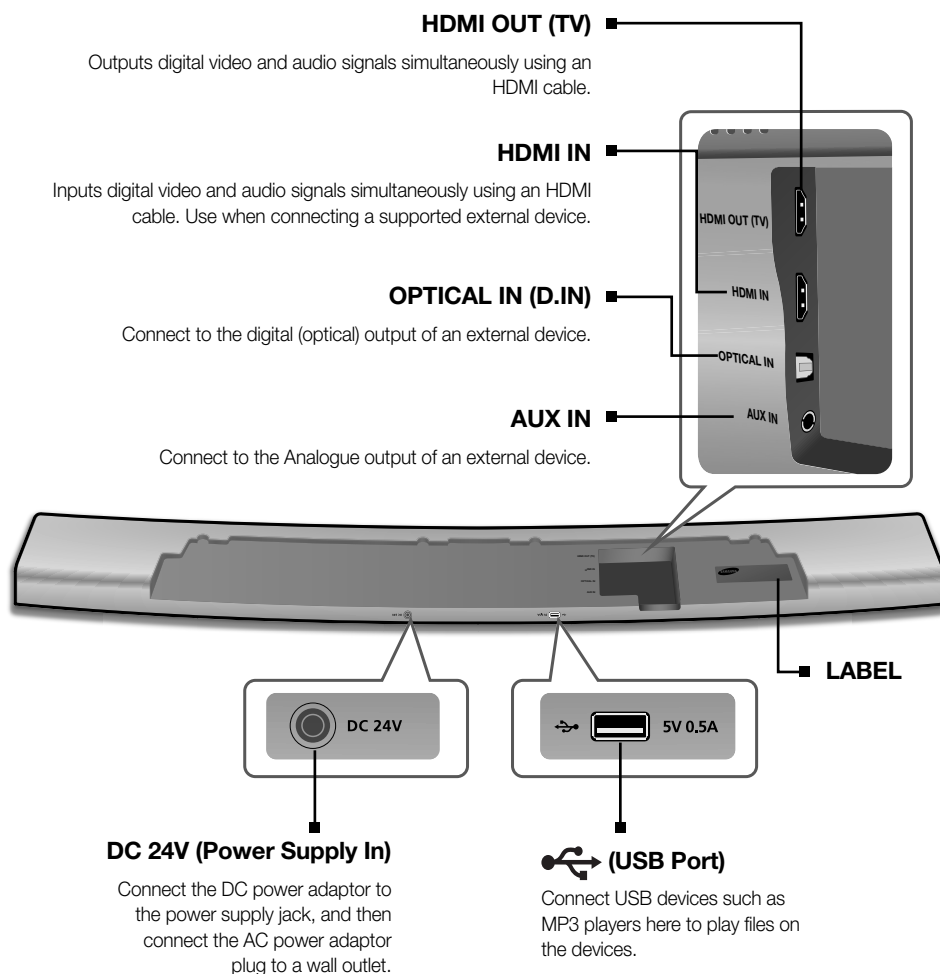 HDMI OUT (TV)
Outputs digital video and audio signals simultaneously using an
HDMI cable.
HDMI IN
Inputs digital video and audio signals simultaneously using an HDMI
cable. Use when connecting a supported external device.
OPTICAL IN (D.IN)
Connect to the digital (optical) output of an external device.
AUX IN
Connect to the Analogue output of an external device.
HDMI OUT (TV)
HDMI IN
OPTICAL IN
AUX IN
SAMSUNG
LABEL
DC 24V
5V 0.5A
DC 24V (Power Supply In)
Connect the DC power adaptor to
the power supply jack, and then
connect the AC power adaptor
plug to a wall outlet.
(USB Port)
Connect USB devices such as
MP3 players here to play files on
the devices.